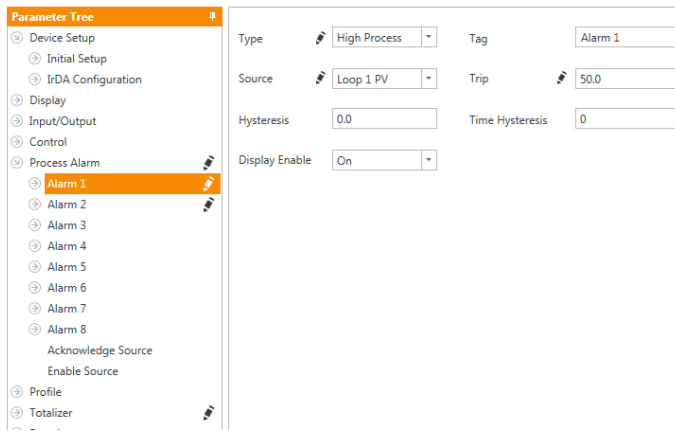 Parameter Tree
Device Setup
Initial Setup
IrDA Configuration
Display
Input/Output
Control
Process Alarm
Alarm 1
Alarm 2
Alarm 3
Alarm 4
Alarm 5
Alarm 6
Alarm 7
Alarm 8
Acknowledge Source
Enable Source
Profile
Totalizer
Type High Process Tag Alarm 1
Source Loop 1 PV Trip 50.0
Hysteresis 0.0 Time Hysteresis 0
Display Enable On